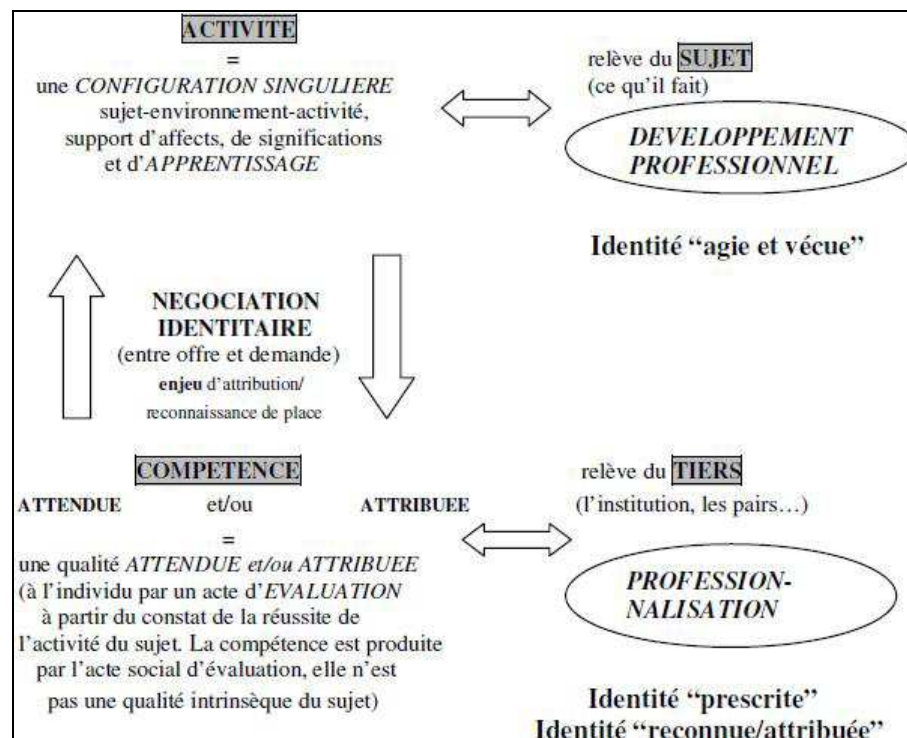 ACTIVITE
=
une CONFIGURATION SINGULIERE
sujet-environnement-activité,
support d'affects, de significations
et d'APPRENTISSAGE
relève du SUJET
(ce qu'il fait)
DEVELOPPEMENT
PROFESSIONNEL
Identité “agie et vécue”
NEGOCIATION
IDENTITAIRE
(entre offre et demande)
enjeu d'attribution/
reconnaissance de place
COMPETENCE
ATTENDUE et/ou ATTRIBUEE
=
une qualité ATTENDUE et/ou ATTRIBUEE
(à l'individu par un acte d'EVALUATION
à partir du constat de la réussite de
l'activité du sujet. La compétence est produite
par l'acte social d'évaluation, elle n'est
pas une qualité intrinsèque du sujet)
relève du TIERS
(l'institution, les pairs…)
PROFESSION-
NALISATION
Identité “prescrite”
Identité “reconnue/attribuée”